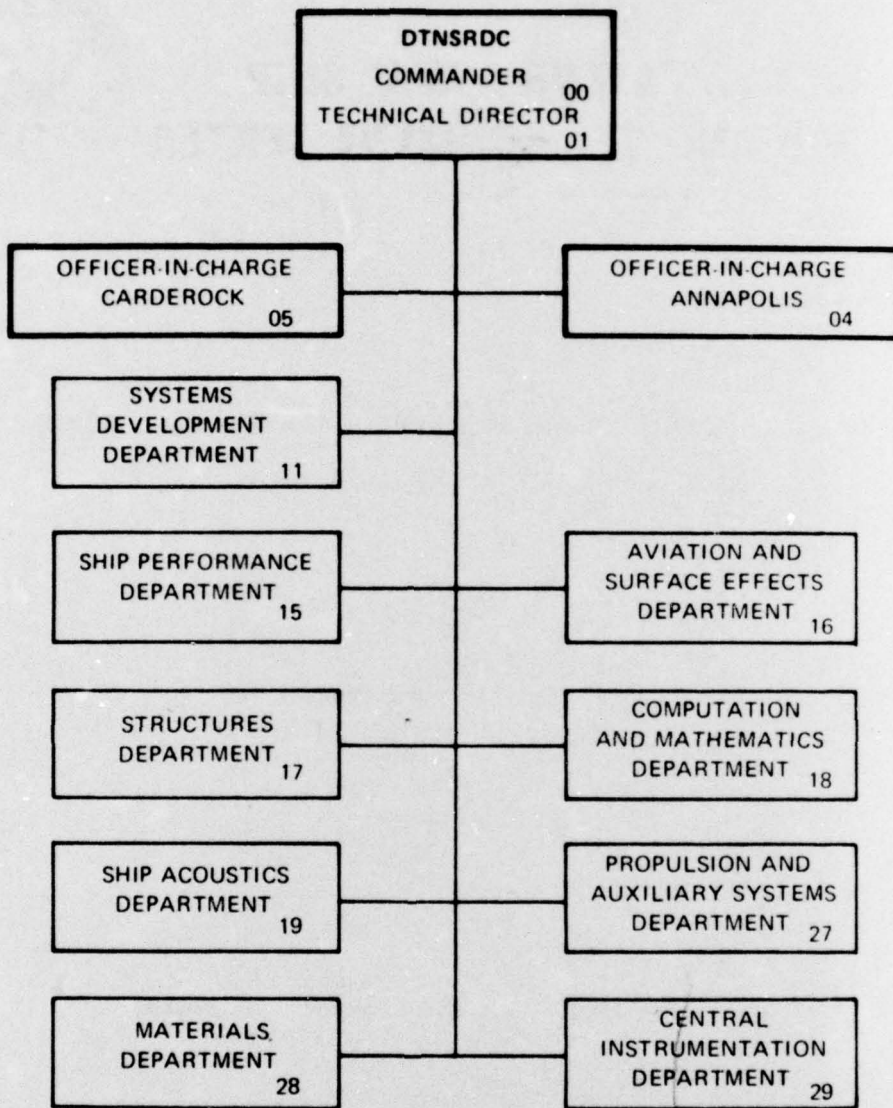 DTNSRDC
COMMANDER
00
TECHNICAL DIRECTOR
01
OFFICER-IN-CHARGE
CARDEROCK
05
OFFICER-IN-CHARGE
ANNAPOLIS
04
SYSTEMS
DEVELOPMENT
DEPARTMENT
11
SHIP PERFORMANCE
DEPARTMENT
15
AVIATION AND
SURFACE EFFECTS
DEPARTMENT
16
STRUCTURES
DEPARTMENT
17
COMPUTATION
AND MATHEMATICS
DEPARTMENT
18
SHIP ACOUSTICS
DEPARTMENT
19
PROPULSION AND
AUXILIARY SYSTEMS
DEPARTMENT
27
MATERIALS
DEPARTMENT
28
CENTRAL
INSTRUMENTATION
DEPARTMENT
29